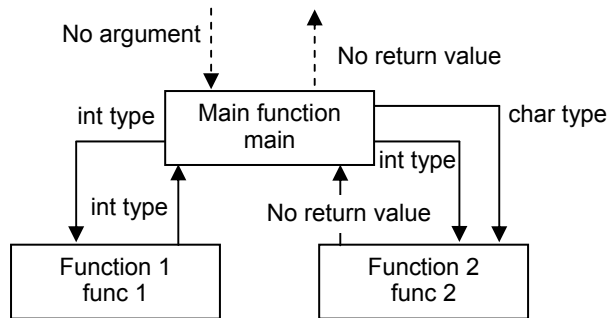 No argument
No return value
Main function
main
int type
char type
int type
int type
No return value
Function 1
func 1
Function 2
func 2